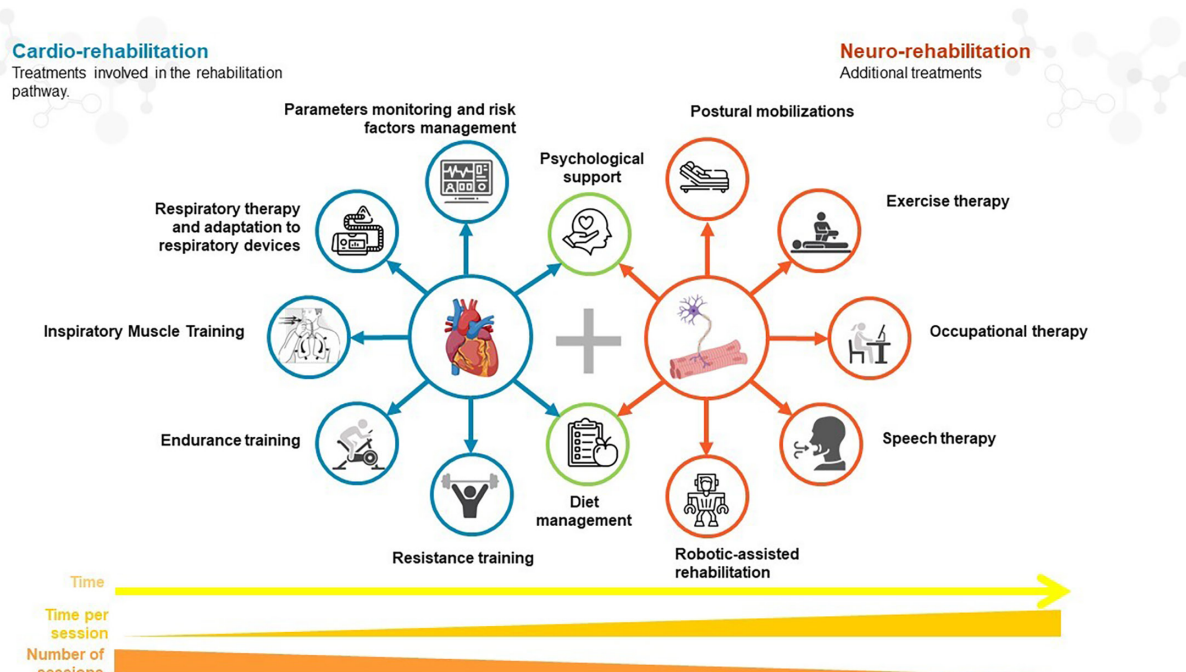 Cardio-rehabilitation
Treatments involved in the rehabilitation
pathway.
Neuro-rehabilitation
Additional treatments
Parameters monitoring and risk
factors management
Psychological
support
Postural mobilizations
Respiratory therapy
and adaptation to
respiratory devices
Exercise therapy
Inspiratory Muscle Training
Occupational therapy
Endurance training
Speech therapy
Resistance training
Diet
management
Robotic-assisted
rehabilitation
Time
Time per
session
Number of
sessions